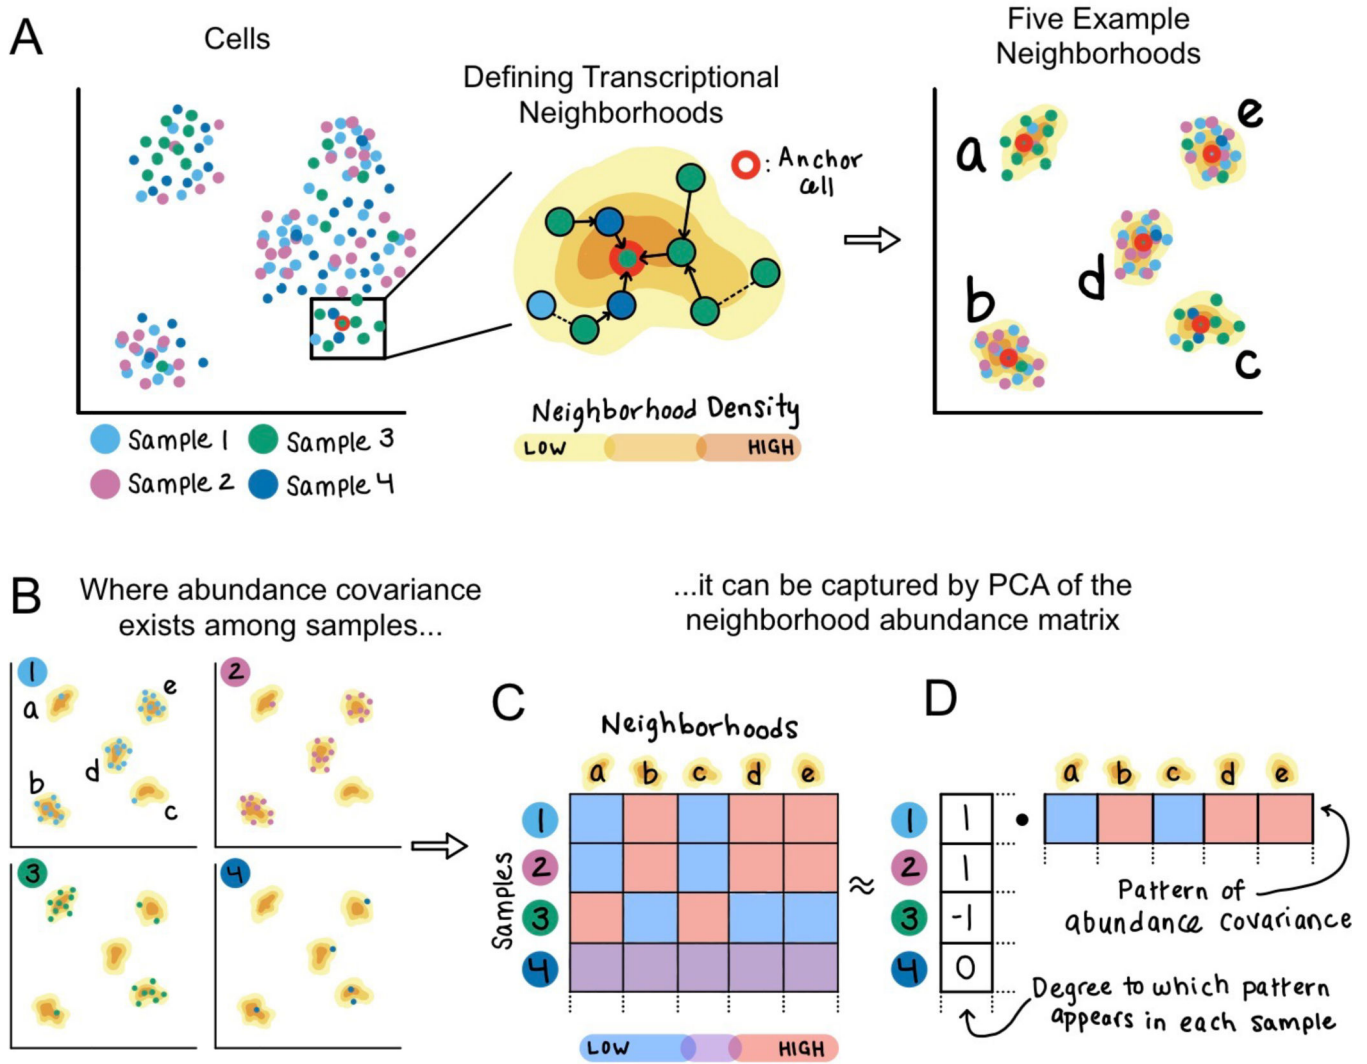 A
Cells
Defining Transcriptional
Neighborhoods
Five Example
Neighborhoods
: Anchor
cell
a
e
d
b
c
Neighborhood Density
LOW
HIGH
Sample 1
Sample 3
Sample 2
Sample 4
B
Where abundance covariance
exists among samples...
...it can be captured by PCA of the
neighborhood abundance matrix
1
a
e
d
b
c
2
3
4
C
Neighborhoods
a b c d e
Samples
1
2
3
4
LOW
HIGH
≈
D
a b c d e
1 1 •
2 1
3 -1
4 0
Pattern of
abundance covariance
Degree to which pattern
appears in each sample